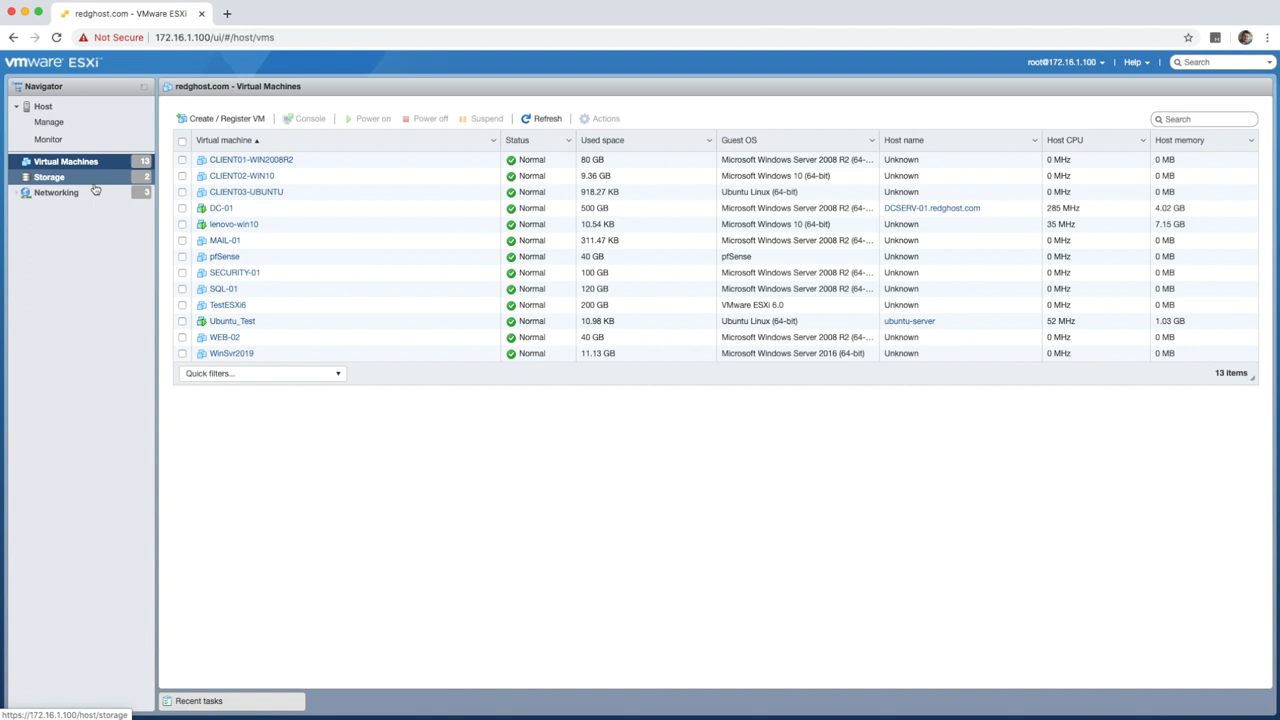 redghost.com - VMware ESXi
Not Secure 172.16.1.100/ui/#/host/vms
vmware ESXi™
root@172.16.1.100 Help Search
Navigator
redghost.com - Virtual Machines
Host
Manage
Monitor
Virtual Machines 13
Storage 2
Networking 3
Create / Register VM Console Power on Power off Suspend Refresh Actions Search
Virtual machine Status Used space Guest OS Host name Host CPU Host memory
CLIENT01-WIN2008R2 Normal 80 GB Microsoft Windows Server 2008 R2 (64-... Unknown 0 MHz 0 MB
CLIENT02-WIN10 Normal 9.36 GB Microsoft Windows 10 (64-bit) Unknown 0 MHz 0 MB
CLIENT03-UBUNTU Normal 918.27 KB Ubuntu Linux (64-bit) Unknown 0 MHz 0 MB
DC-01 Normal 500 GB Microsoft Windows Server 2008 R2 (64-... DCSERV-01.redghost.com 285 MHz 4.02 GB
lenovo-win10 Normal 10.54 KB Microsoft Windows 10 (64-bit) Unknown 35 MHz 7.15 GB
MAIL-01 Normal 311.47 KB Microsoft Windows Server 2008 R2 (64-... Unknown 0 MHz 0 MB
pfSense Normal 40 GB pfSense Unknown 0 MHz 0 MB
SECURITY-01 Normal 100 GB Microsoft Windows Server 2008 R2 (64-... Unknown 0 MHz 0 MB
SQL-01 Normal 120 GB Microsoft Windows Server 2008 R2 (64-... Unknown 0 MHz 0 MB
TestESXi6 Normal 200 GB VMware ESXi 6.0 Unknown 0 MHz 0 MB
Ubuntu_Test Normal 10.98 KB Ubuntu Linux (64-bit) ubuntu-server 52 MHz 1.03 GB
WEB-02 Normal 40 GB Microsoft Windows Server 2008 R2 (64-... Unknown 0 MHz 0 MB
WinSvr2019 Normal 11.13 GB Microsoft Windows Server 2016 (64-bit) Unknown 0 MHz 0 MB
Quick filters... 13 items
Recent tasks
https://172.16.1.100/host/storage